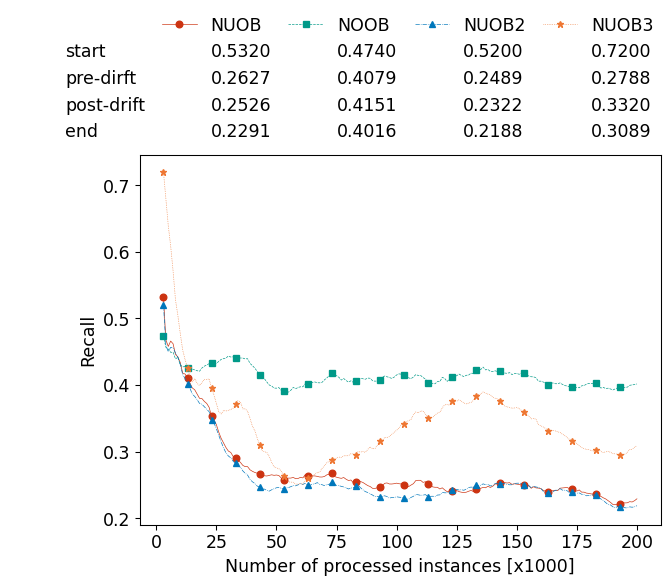 NUOB NOOB NUOB2 NUOB3
start 0.5320 0.4740 0.5200 0.7200
pre-dirft 0.2627 0.4079 0.2489 0.2788
post-drift 0.2526 0.4151 0.2322 0.3320
end 0.2291 0.4016 0.2188 0.3089
0.7
0.6
0.5
0.4
0.3
0.2
Recall
0 25 50 75 100 125 150 175 200
Number of processed instances [x1000]